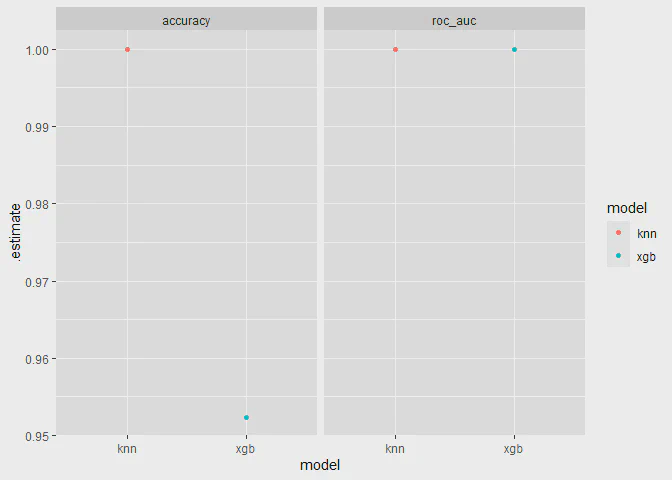 accuracy
roc_auc
1.00
0.99
0.98
0.97
0.96
0.95
.estimate
knn
xgb
knn
xgb
model
model
knn
xgb